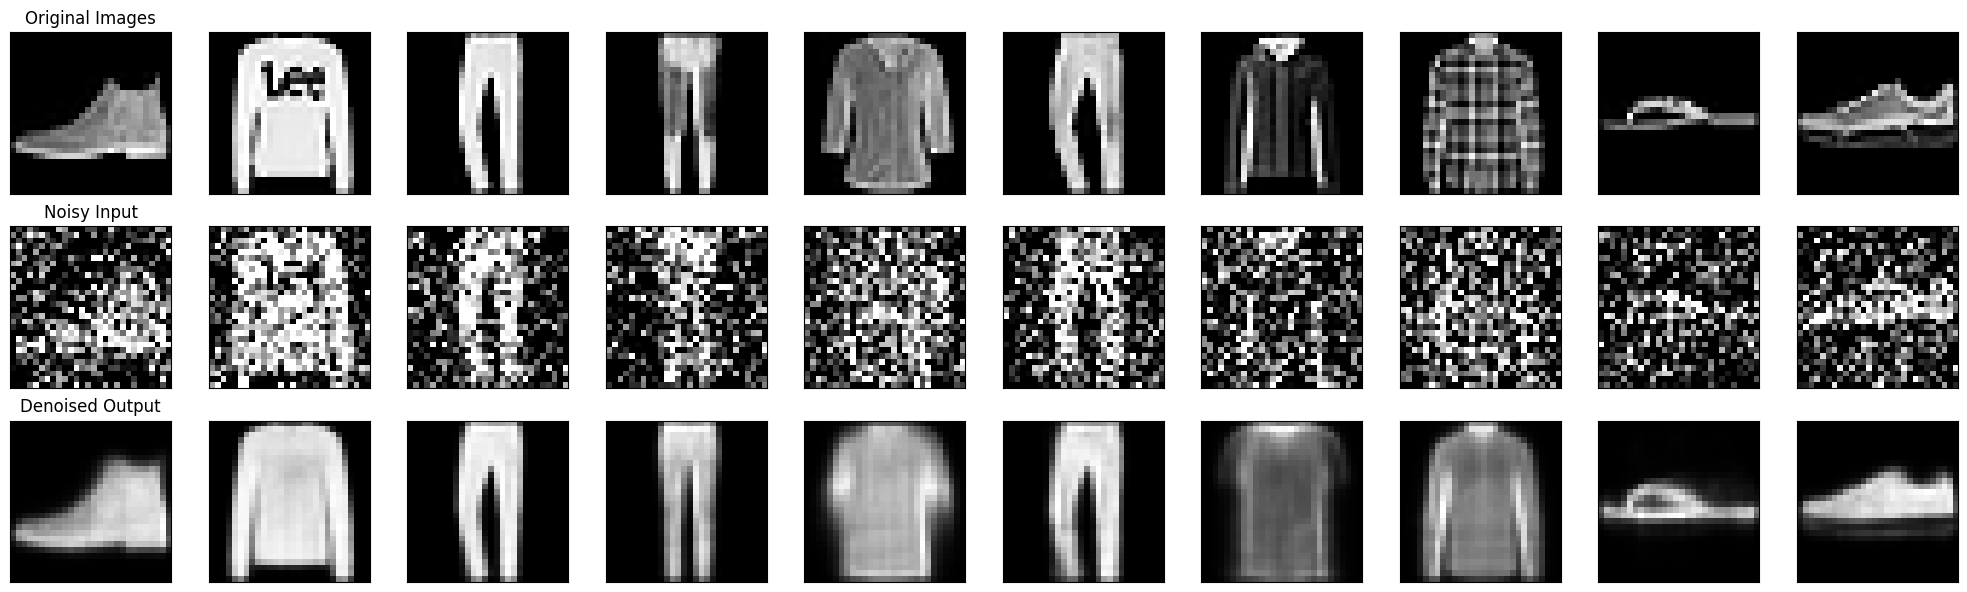 Original Images
Lee
Noisy Input
Denoised Output